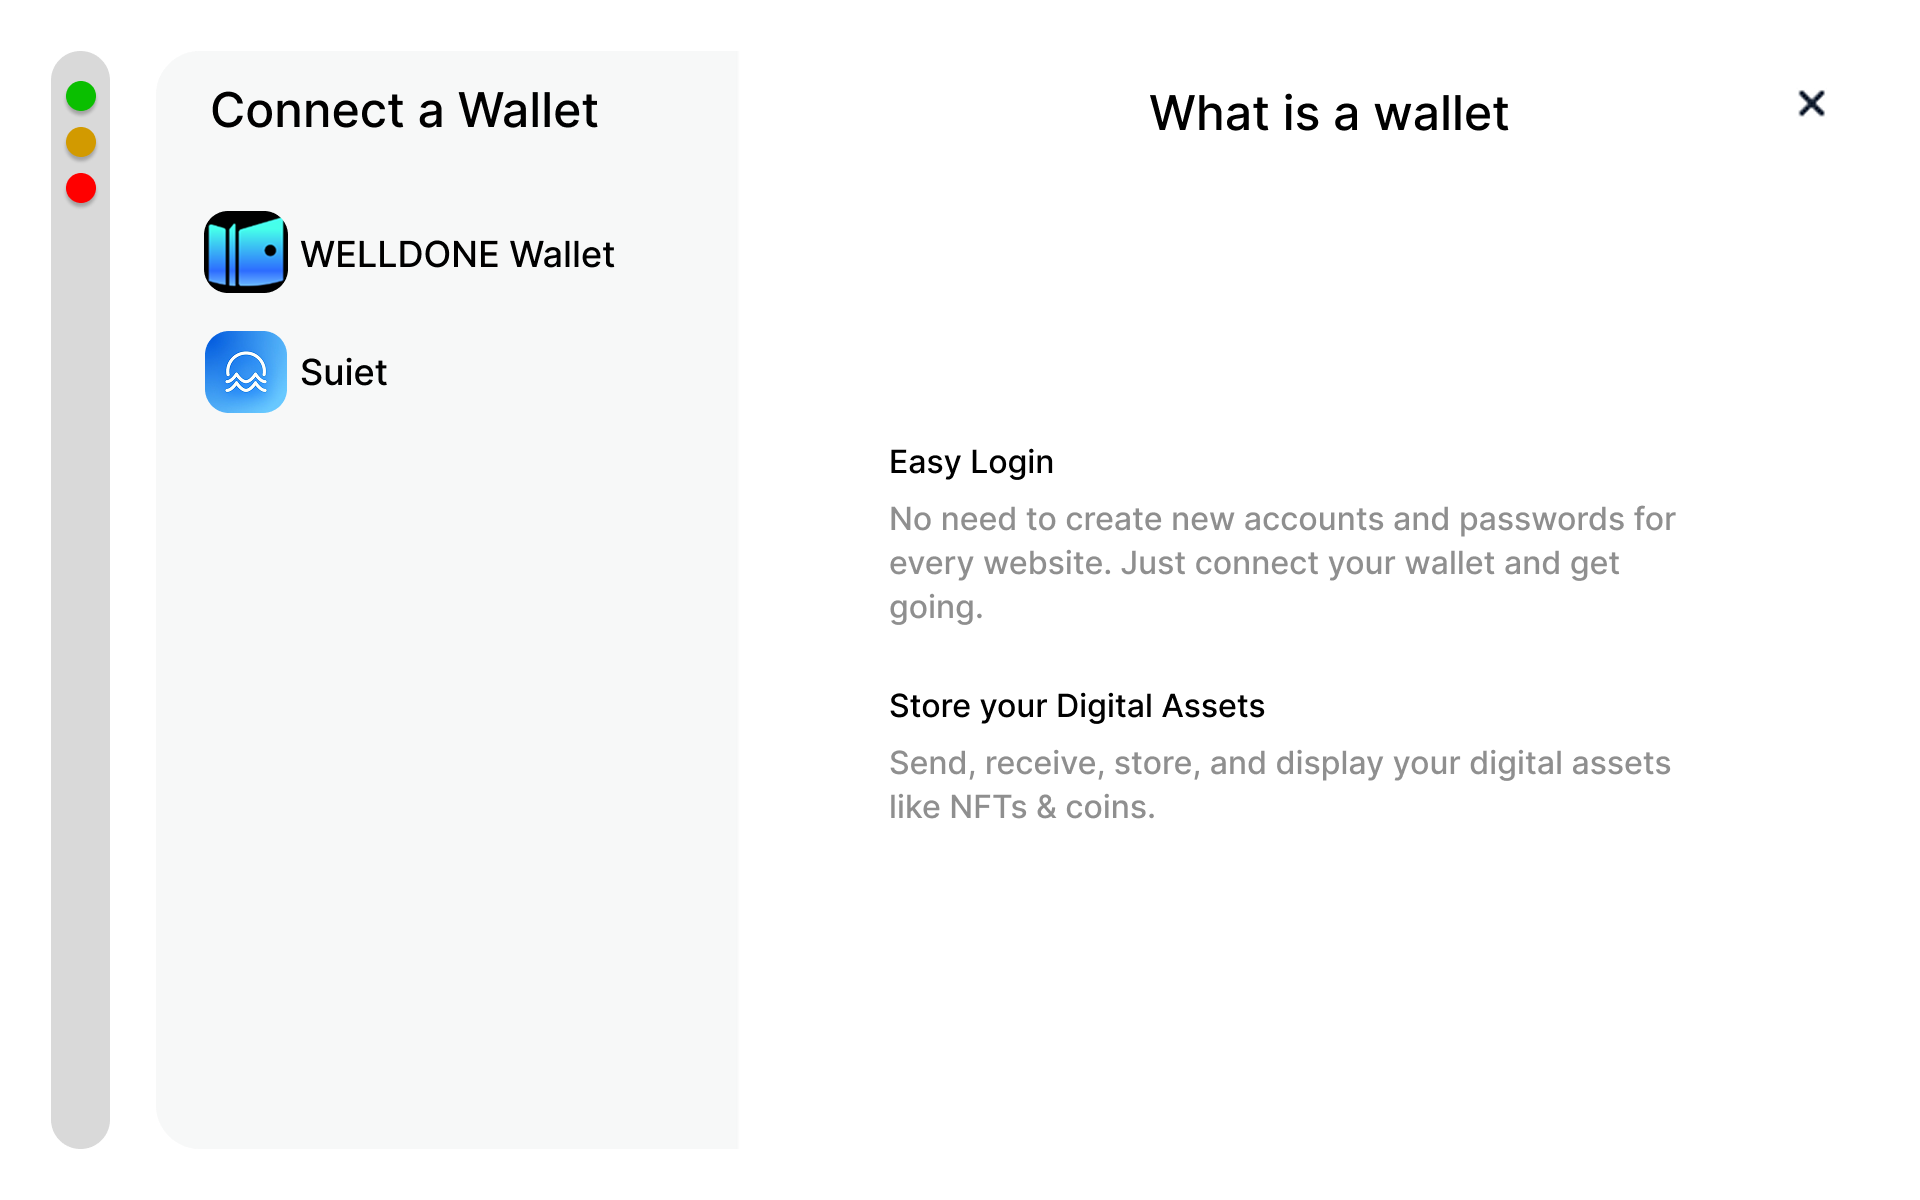 Connect a Wallet
WELLDONE Wallet
Suiet
What is a wallet
Easy Login
No need to create new accounts and passwords for
every website. Just connect your wallet and get
going.
Store your Digital Assets
Send, receive, store, and display your digital assets
like NFTs & coins.